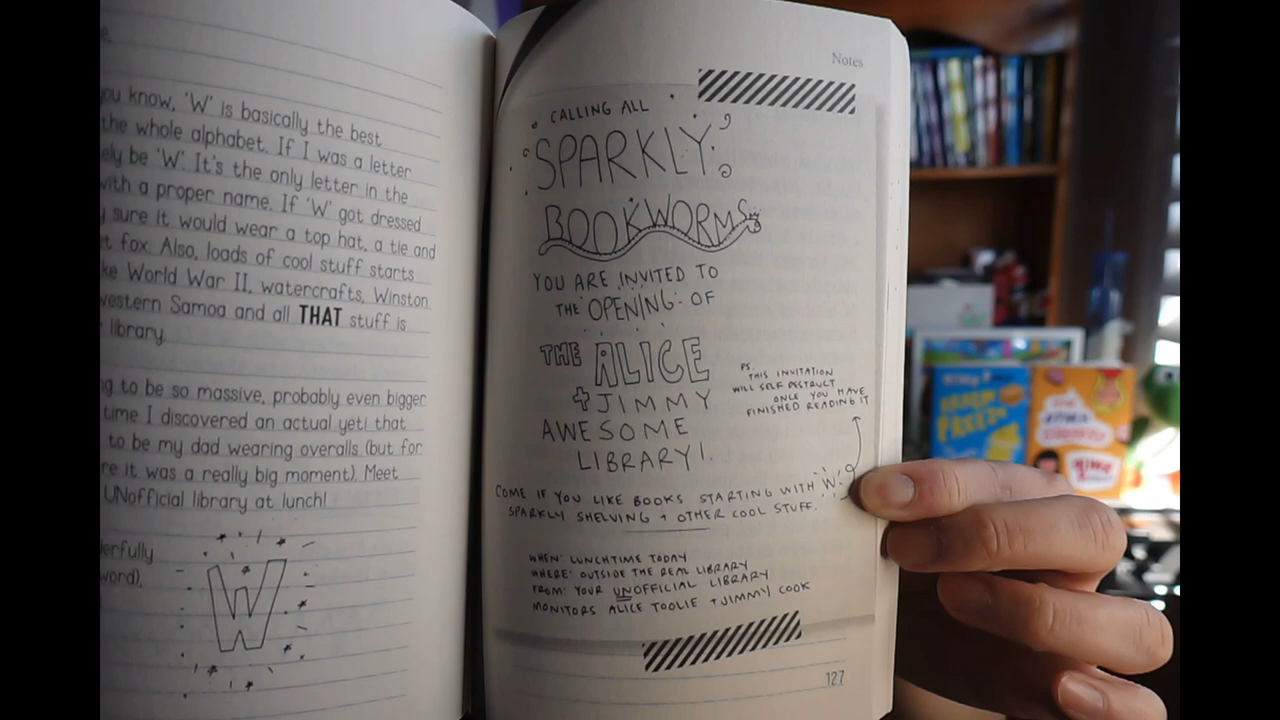 you know, 'W' is basically the best
the whole alphabet. If I was a letter
be 'W'. It's the only letter in the
with a proper name. If 'W' got dressed
sure it would wear a top hat, a tie and
fox. Also, loads of cool stuff starts
World War II, watercrafts, Winston
Samoa and all THAT stuff is
library.
to be so massive, probably even bigger
time I discovered an actual yeti that
to be my dad wearing overalls (but for
it was a really big moment). Meet
UNofficial library at lunch!
word),
W
Notes
CALLING ALL
SPARKLY
BOOKWORMS
YOU ARE INVITED TO
THE OPENING OF
THE ALICE
+ JIMMY
AWESOME
LIBRARY!
PS.
THIS INVITATION
WILL SELF DESTRUCT
ONCE YOU HAVE
FINISHED READING IT
COME IF YOU LIKE BOOKS STARTING WITH 'W'
SPARKLY SHELVING + OTHER COOL STUFF.
WHEN: LUNCHTIME TODAY
WHERE: OUTSIDE THE REAL LIBRARY
FROM: YOUR UNOFFICIAL LIBRARY
MONITORS ALICE TOOLIE + JIMMY COOK
127